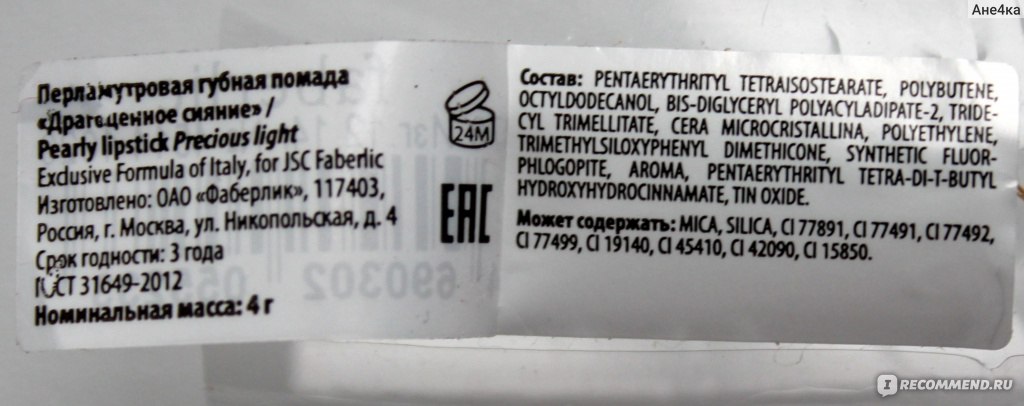 Ане4ка
Перламутровая губная помада
«Драгоценное сияние» /
Pearly lipstick Precious light
Exclusive Formula of Italy, for JSC Faberlic
Изготовлено: ОАО «Фаберлик», 117403,
Россия, г. Москва, ул. Никопольская, д. 4
Срок годности: 3 года
ГОСТ 31649-2012
Номинальная масса: 4 г
24M
EAC
Состав: PENTAERYTHRITYL TETRAISOSTEARATE, POLYBUTENE,
OCTYLDODECANOL, BIS-DIGLYCERYL POLYACYLADIPATE-2, TRIDE-
CYL TRIMELLITATE, CERA MICROCRISTALLINA, POLYETHYLENE,
TRIMETHYLSILOXYPHENYL DIMETHICONE, SYNTHETIC FLUOR-
PHLOGOPITE, AROMA, PENTAERYTHRITYL TETRA-DI-T-BUTYL
HYDROXYHYDROCINNAMATE, TIN OXIDE.
Может содержать: MICA, SILICA, CI 77891, CI 77491, CI 77492,
CI 77499, CI 19140, CI 45410, CI 42090, CI 15850.
690302
I RECOMMEND.RU